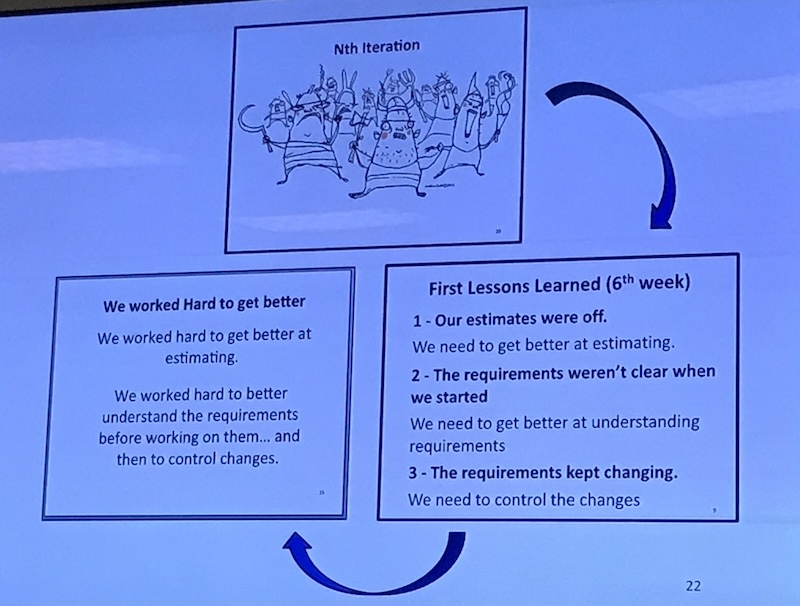 Nth Iteration
20
First Lessons Learned (6th week)
1 - Our estimates were off.
We need to get better at estimating.
2 - The requirements weren't clear when
we started
We need to get better at understanding
requirements
3 - The requirements kept changing.
We need to control the changes
9
We worked Hard to get better
We worked hard to get better at
estimating.
We worked hard to better
understand the requirements
before working on them... and
then to control changes.
22